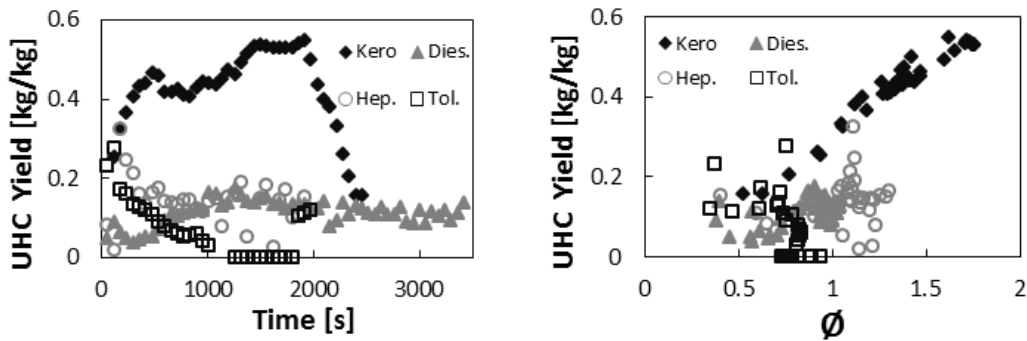 0.6
0.4
0.2
0
UHC Yield [kg/kg]
Kero
Dies.
Hep.
Tol.
0
1000
2000
3000
Time [s]
0.6
0.4
0.2
0
UHC Yield [kg/kg]
Kero
Dies.
Hep.
Tol.
0
0.5
1
1.5
2
Ø